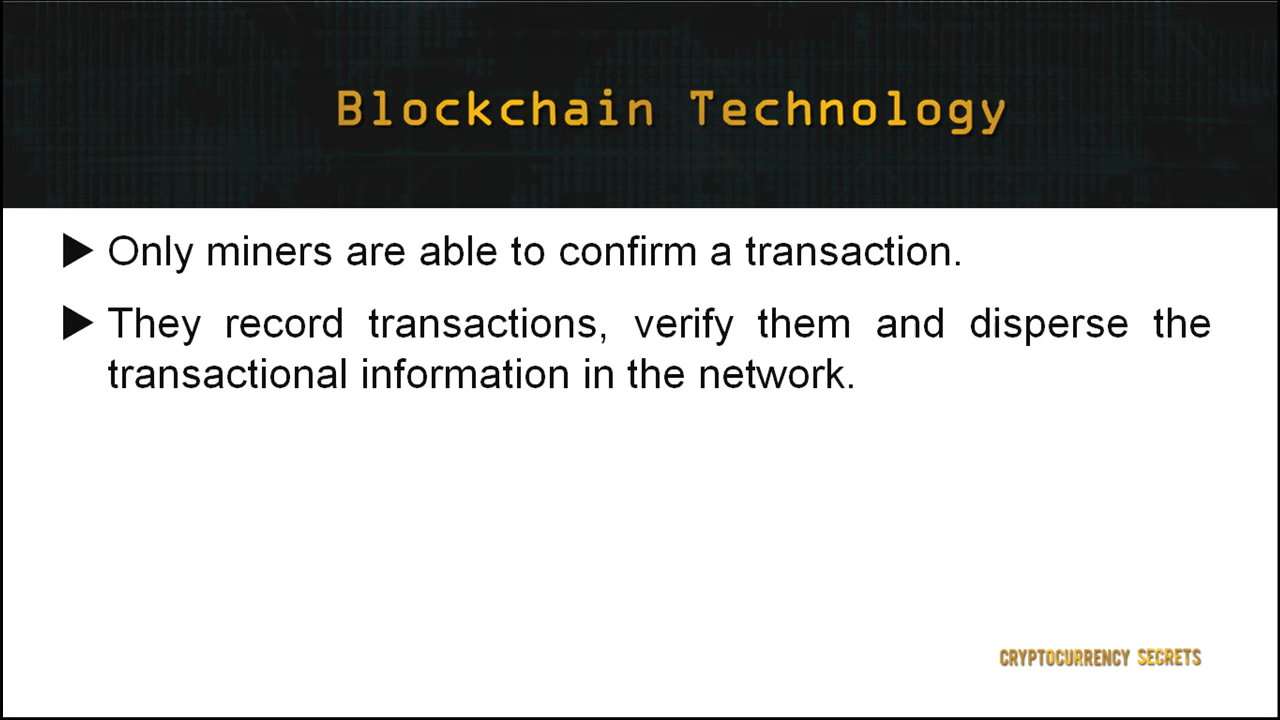 Blockchain Technology
Only miners are able to confirm a transaction.
They record transactions, verify them and disperse the
transactional information in the network.
CRYPTOCURRENCY SECRETS